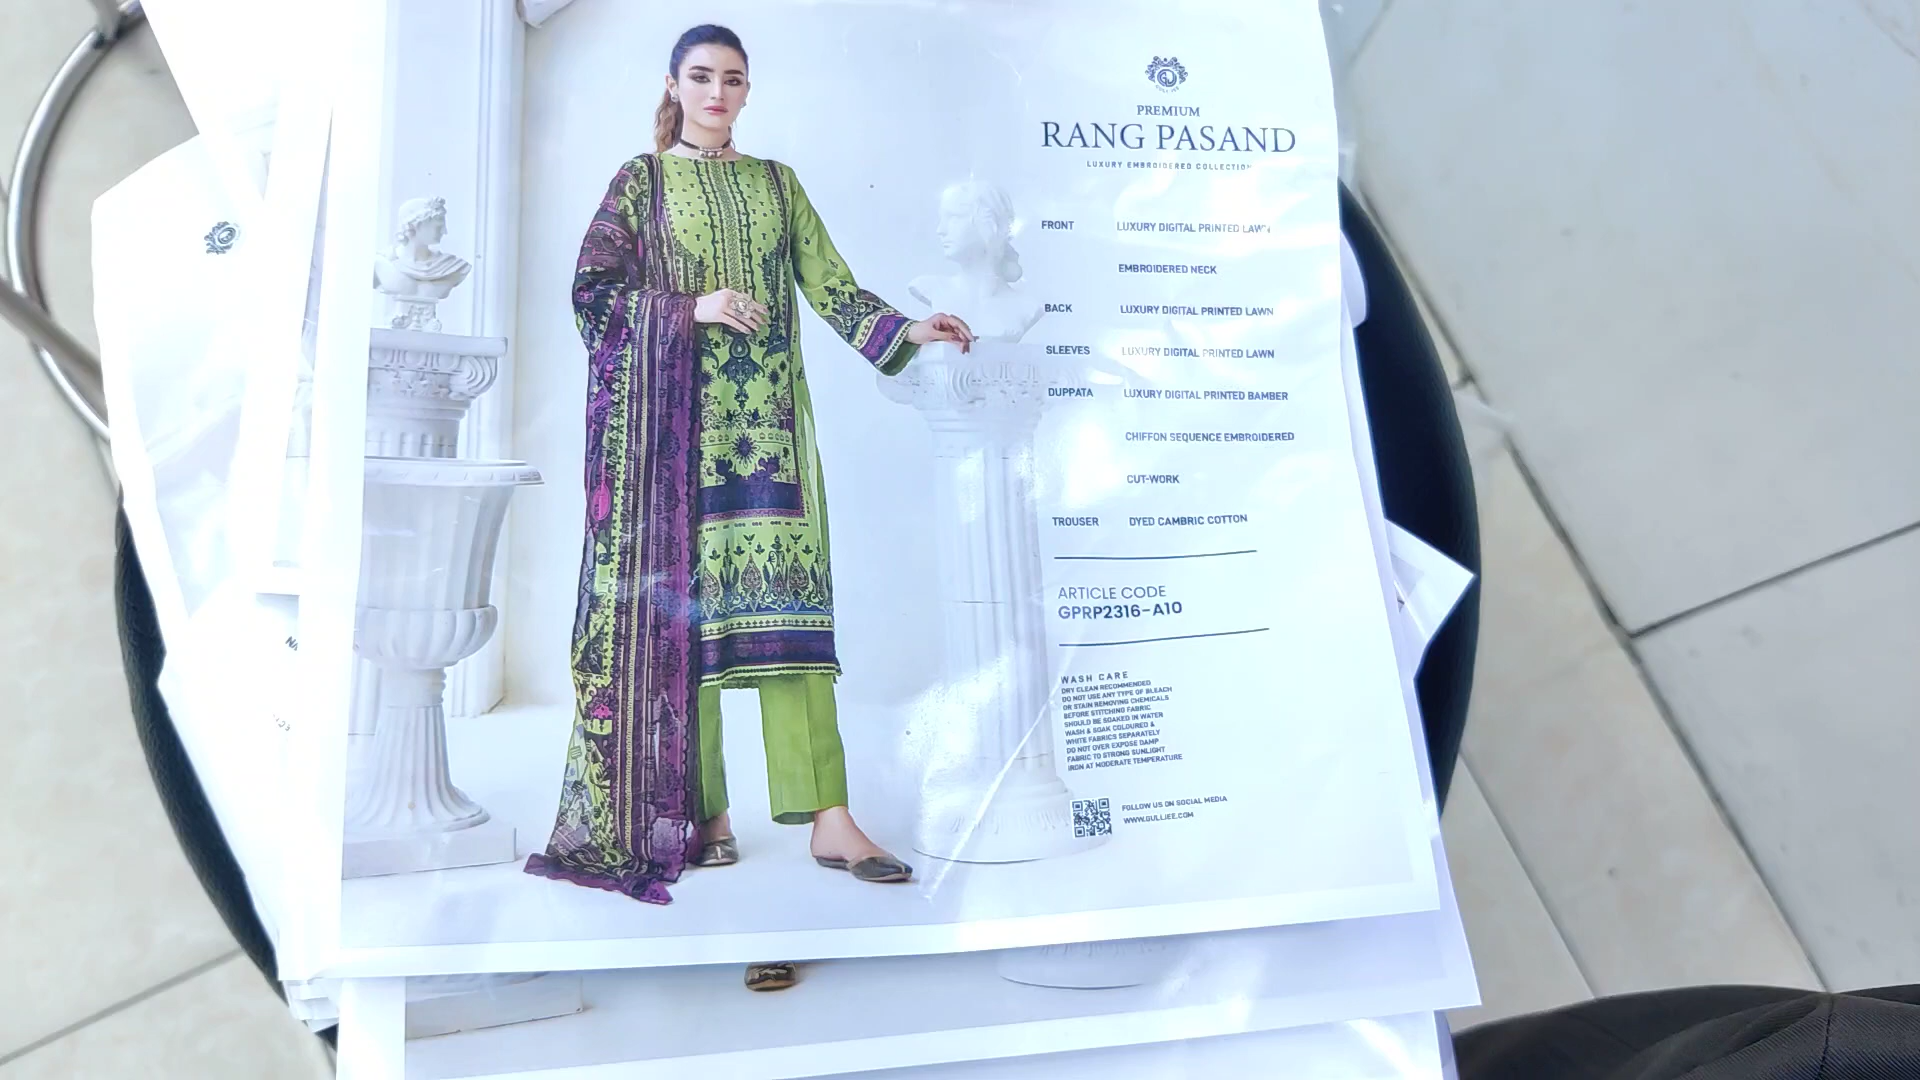 PREMIUM
RANG PASAND
LUXURY EMBROIDERED COLLECTION
FRONT LUXURY DIGITAL PRINTED LAWN
EMBROIDERED NECK
BACK LUXURY DIGITAL PRINTED LAWN
SLEEVES LUXURY DIGITAL PRINTED LAWN
DUPPATA LUXURY DIGITAL PRINTED BAMBER
CHIFFON SEQUENCE EMBROIDERED
CUT-WORK
TROUSER DYED CAMBRIC COTTON
ARTICLE CODE
GPRP2316-A10
WASH CARE
DRY CLEAN RECOMMENDED
DO NOT USE ANY TYPE OF BLEACH
OR STAIN REMOVING CHEMICALS
BEFORE STITCHING FABRIC
SHOULD BE SOAKED IN WATER
WASH & SOAK COLOURED &
WHITE FABRICS SEPARATELY
DO NOT OVER EXPOSE DAMP
FABRIC TO STRONG SUNLIGHT
IRON AT MODERATE TEMPERATURE
FOLLOW US ON SOCIAL MEDIA
WWW.GULLJEE.COM